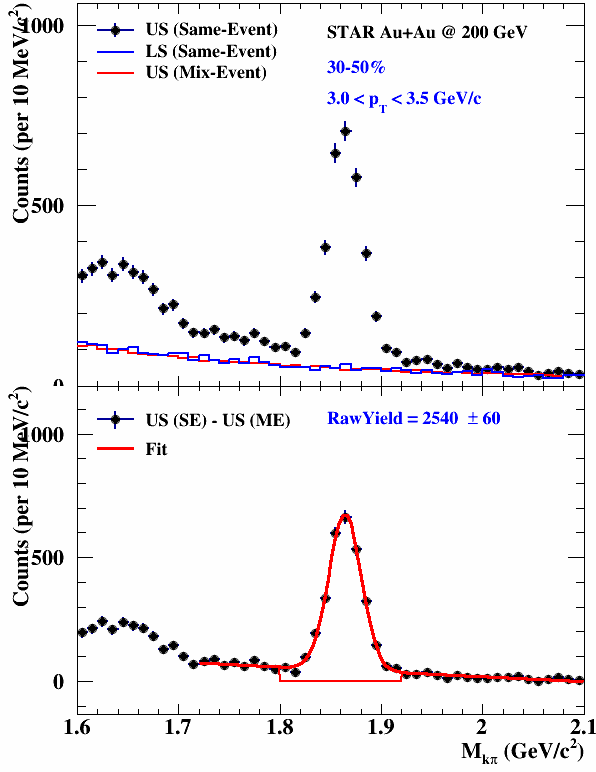 1000
500
0
Counts (per 10 MeV/c²)
US (Same-Event)
LS (Same-Event)
US (Mix-Event)
STAR Au+Au @ 200 GeV
30-50%
3.0 < p_T < 3.5 GeV/c
1000
500
0
Counts (per 10 MeV/c²)
US (SE) - US (ME)
Fit
RawYield = 2540 ± 60
1.6 1.7 1.8 1.9 2 2.1
M_kπ (GeV/c²)